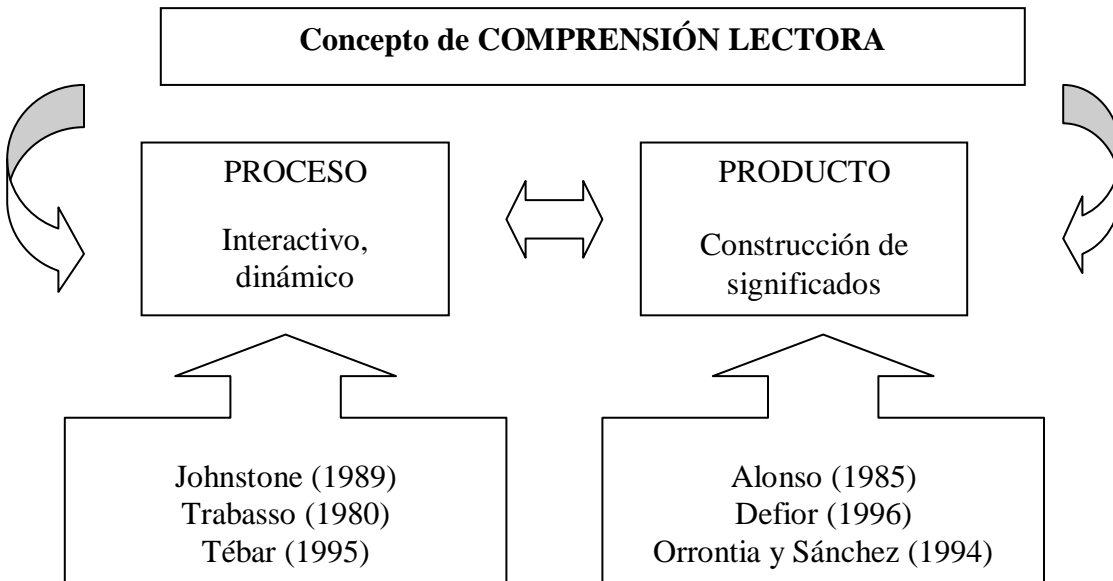 Concepto de COMPRENSIÓN LECTORA
PROCESO
Interactivo,
dinámico
PRODUCTO
Construcción de
significados
Johnstone (1989)
Trabasso (1980)
Tébar (1995)
Alonso (1985)
Defior (1996)
Orrontia y Sánchez (1994)